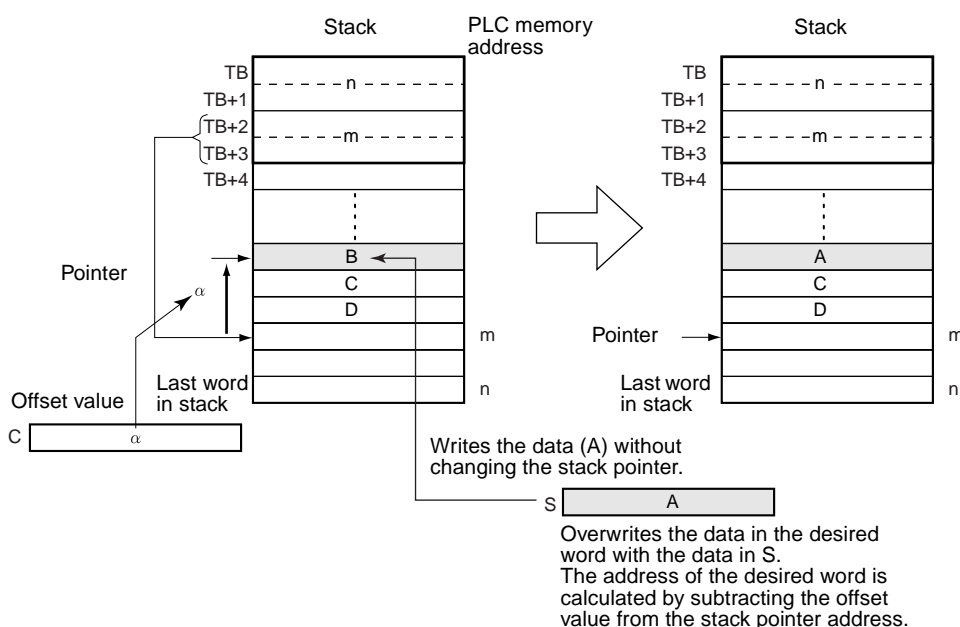 Stack
PLC memory
address
Stack
TB
n
TB+1
TB+2
m
TB+3
TB+4
TB
n
TB+1
TB+2
m
TB+3
TB+4
B
C
D
Pointer
α
m
Last word
in stack
n
Offset value
C
α
A
C
D
Pointer
m
Last word
in stack
n
Writes the data (A) without
changing the stack pointer.
S
A
Overwrites the data in the desired
word with the data in S.
The address of the desired word is
calculated by subtracting the offset
value from the stack pointer address.